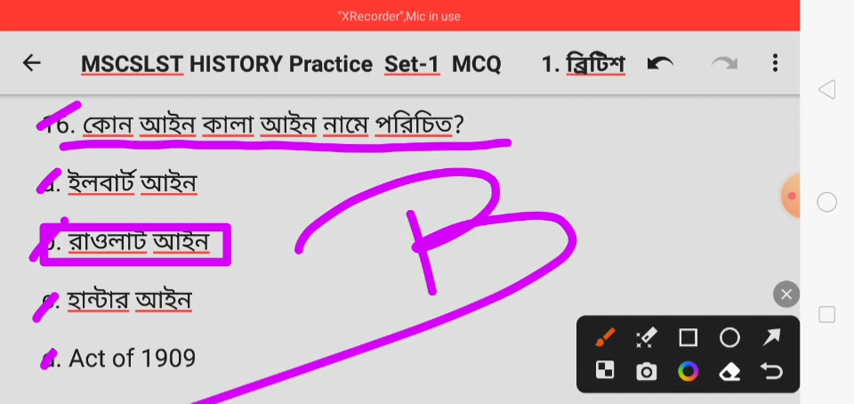 "XRecorder",Mic in use
MSCSLST HISTORY Practice Set-1 MCQ 1. ব্রিটিশ
16. কোন আইন কালা আইন নামে পরিচিত?
a. ইলবার্ট আইন
b. রাওলাট আইন
c. হান্টার আইন
d. Act of 1909
B